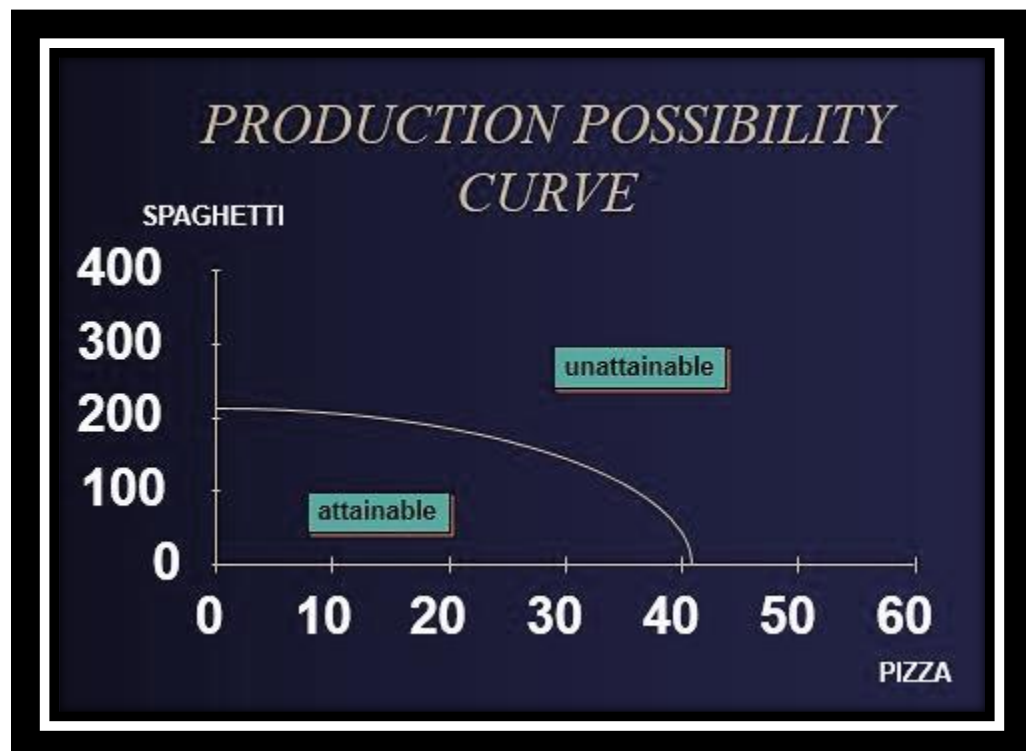 PRODUCTION POSSIBILITY
CURVE
SPAGHETTI
400
300
unattainable
200
100
attainable
0
0 10 20 30 40 50 60
PIZZA